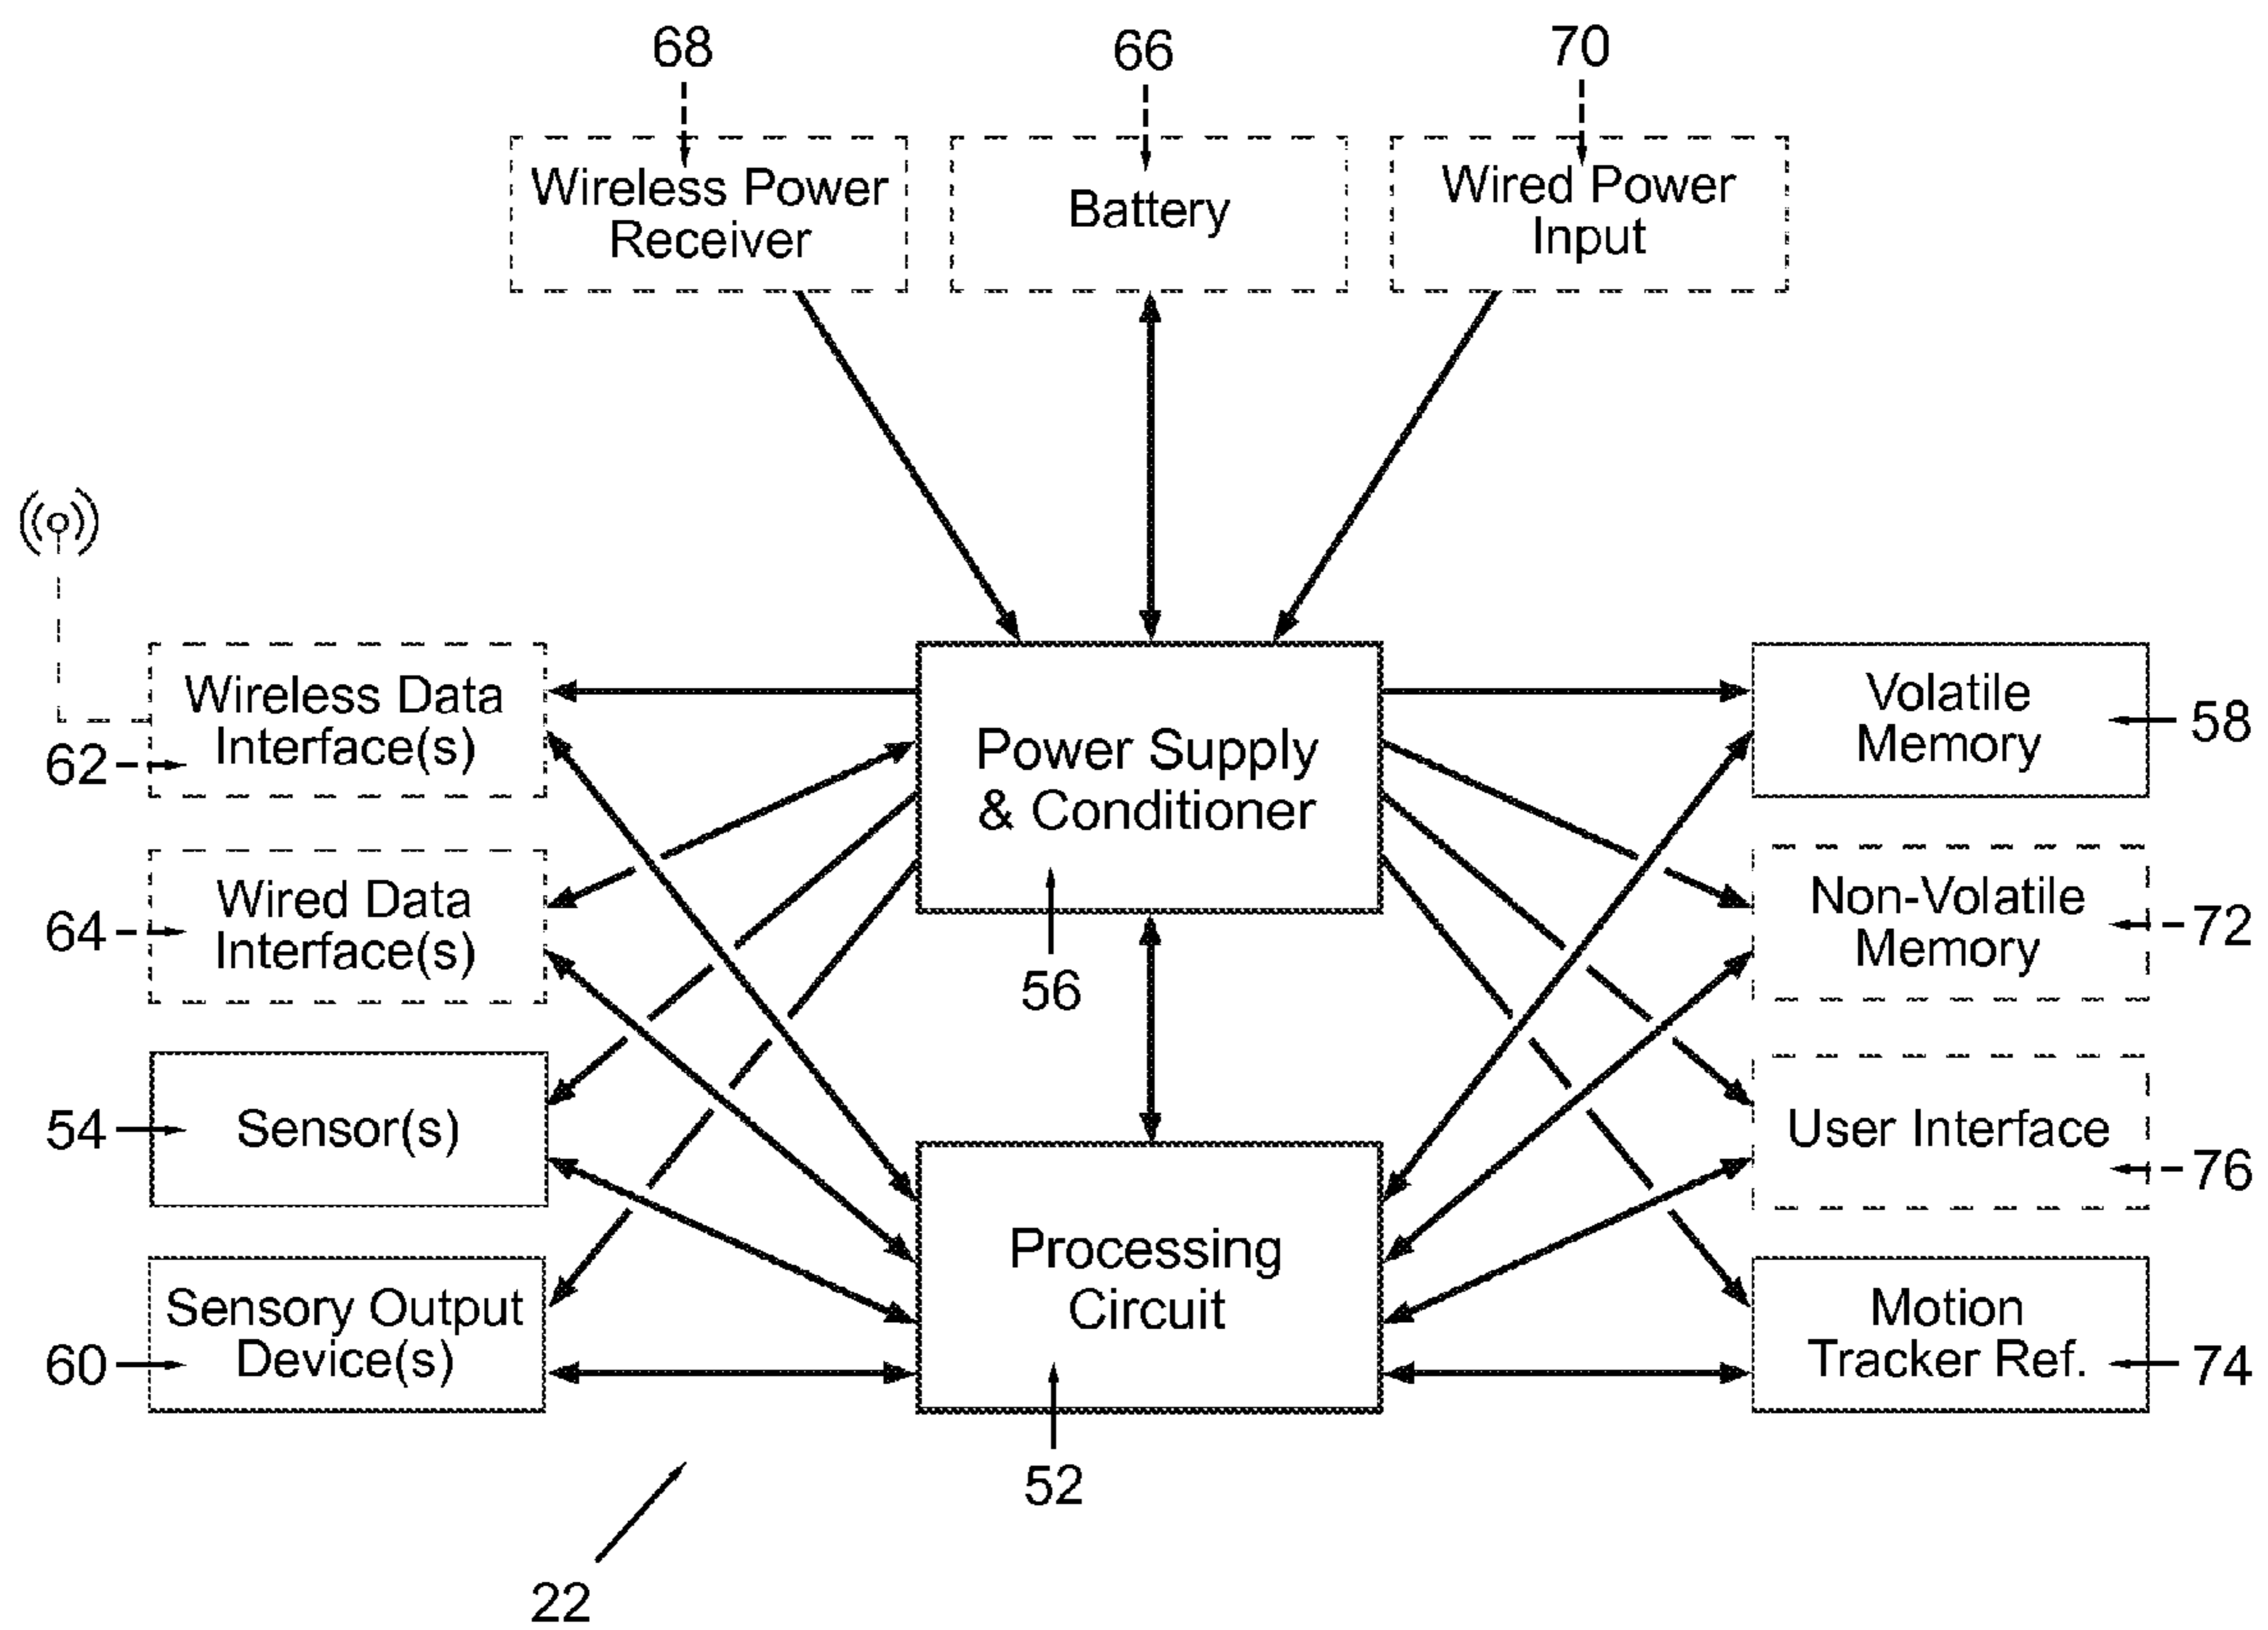 68
66
70
Wireless Power
Receiver
Battery
Wired Power
Input
Wireless Data
Interface(s)
62
Power Supply
& Conditioner
56
Volatile
Memory
58
Wired Data
Interface(s)
64
Non-Volatile
Memory
72
Sensor(s)
54
User Interface
76
Sensory Output
Device(s)
60
Processing
Circuit
52
Motion
Tracker Ref.
74
22